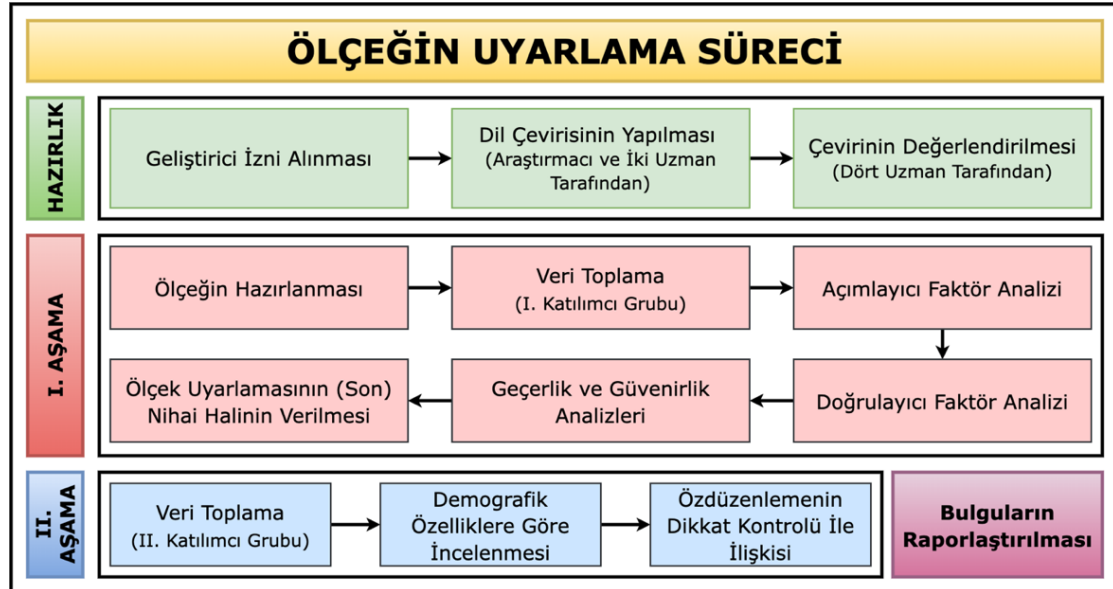 ÖLÇEĞİN UYARLAMA SÜRECİ
HAZIRLIK
Geliştirici İzni Alınması
Dil Çevirisinin Yapılması
(Araştırmacı ve İki Uzman
Tarafından)
Çevirinin Değerlendirilmesi
(Dört Uzman Tarafından)
I. AŞAMA
Ölçeğin Hazırlanması
Veri Toplama
(I. Katılımcı Grubu)
Açımlayıcı Faktör Analizi
Doğrulayıcı Faktör Analizi
Geçerlik ve Güvenirlik
Analizleri
Ölçek Uyarlamasının (Son)
Nihai Halinin Verilmesi
II.
AŞAMA
Veri Toplama
(II. Katılımcı Grubu)
Demografik
Özelliklere Göre
İncelenmesi
Özdüzenlemenin
Dikkat Kontrolü İle
İlişkisi
Bulguların
Raporlaştırılması